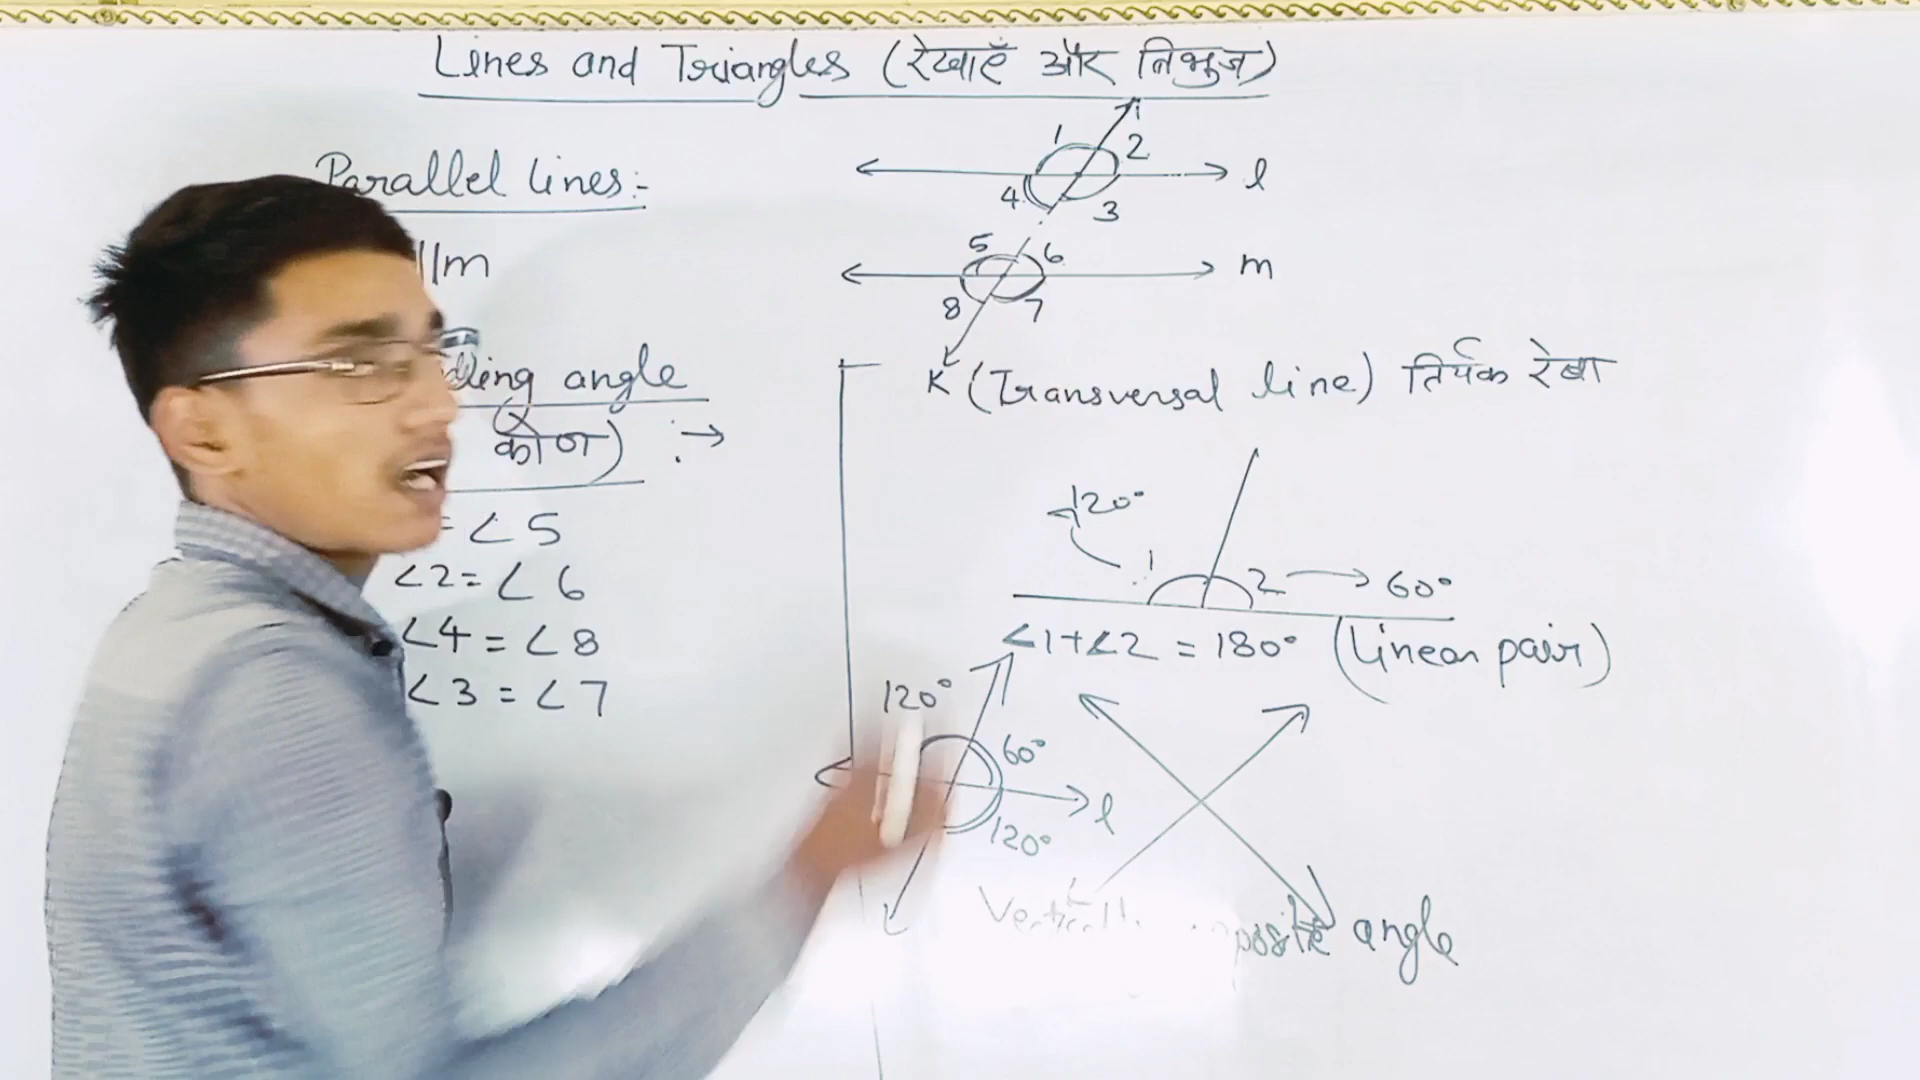 Lines and Triangles (रेखाएँ और त्रिभुज)
Parallel lines:-
||m
angle
कोण) :→
= ∠5
∠2 = ∠6
∠4 = ∠8
∠3 = ∠7
1 2
4 3
l
5 6
8 7
m
K (Transversal line) तिर्यक रेखा
120°
1 2 → 60°
∠1+∠2 = 180° (Linear pair)
120°
60°
120°
l
angle